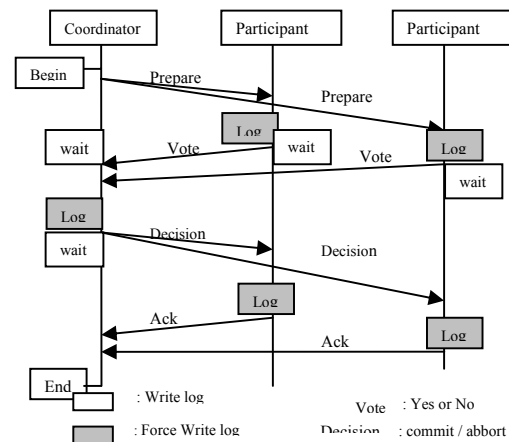 Coordinator Participant Participant
Begin
Prepare
Prepare
Log
wait Vote wait Log
Vote
wait
Log
wait Decision Decision
Log
Ack
Log
Ack
End
: Write log Vote : Yes or No
: Force Write log Decision : commit / abbort